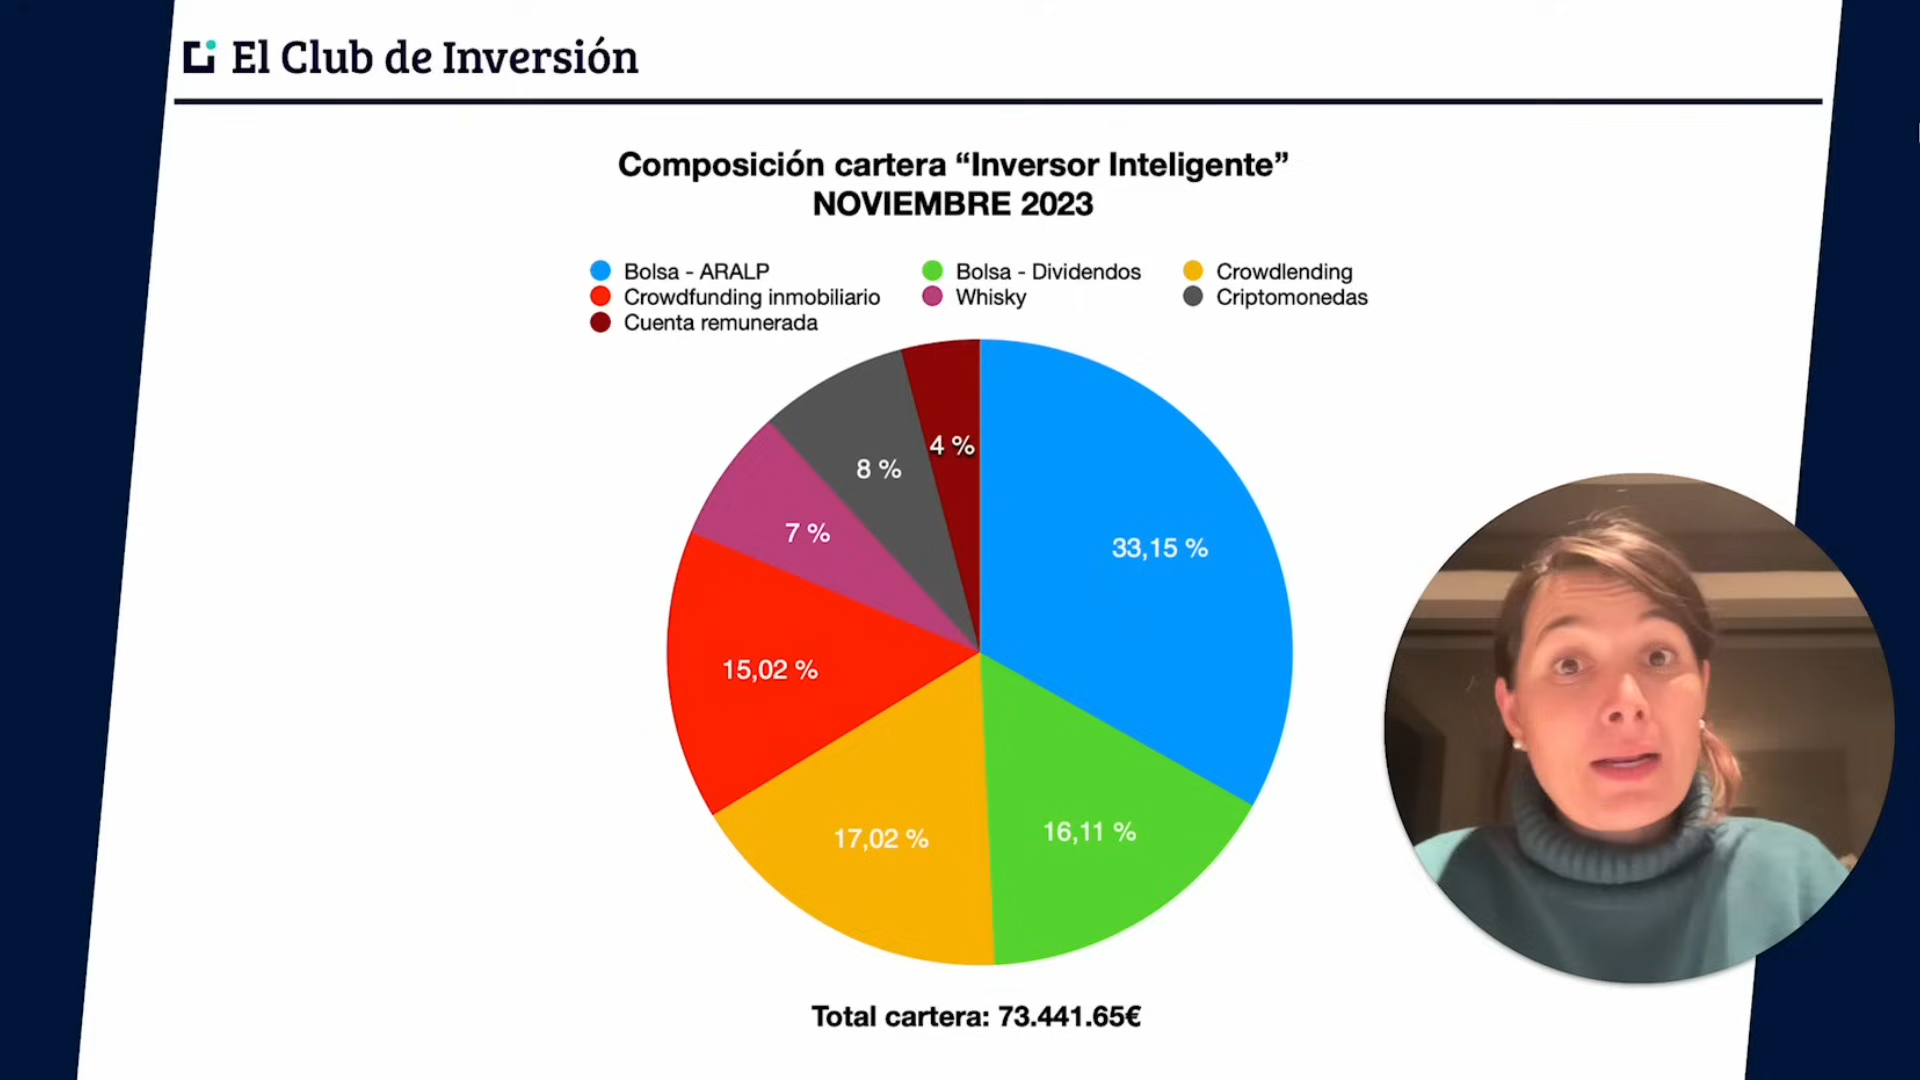 El Club de Inversión
Composición cartera “Inversor Inteligente”
NOVIEMBRE 2023
Bolsa - ARALP
Bolsa - Dividendos
Crowdlending
Crowdfunding inmobiliario
Whisky
Criptomonedas
Cuenta remunerada
4 %
8 %
7 %
33,15 %
15,02 %
17,02 %
16,11 %
Total cartera: 73.441.65€